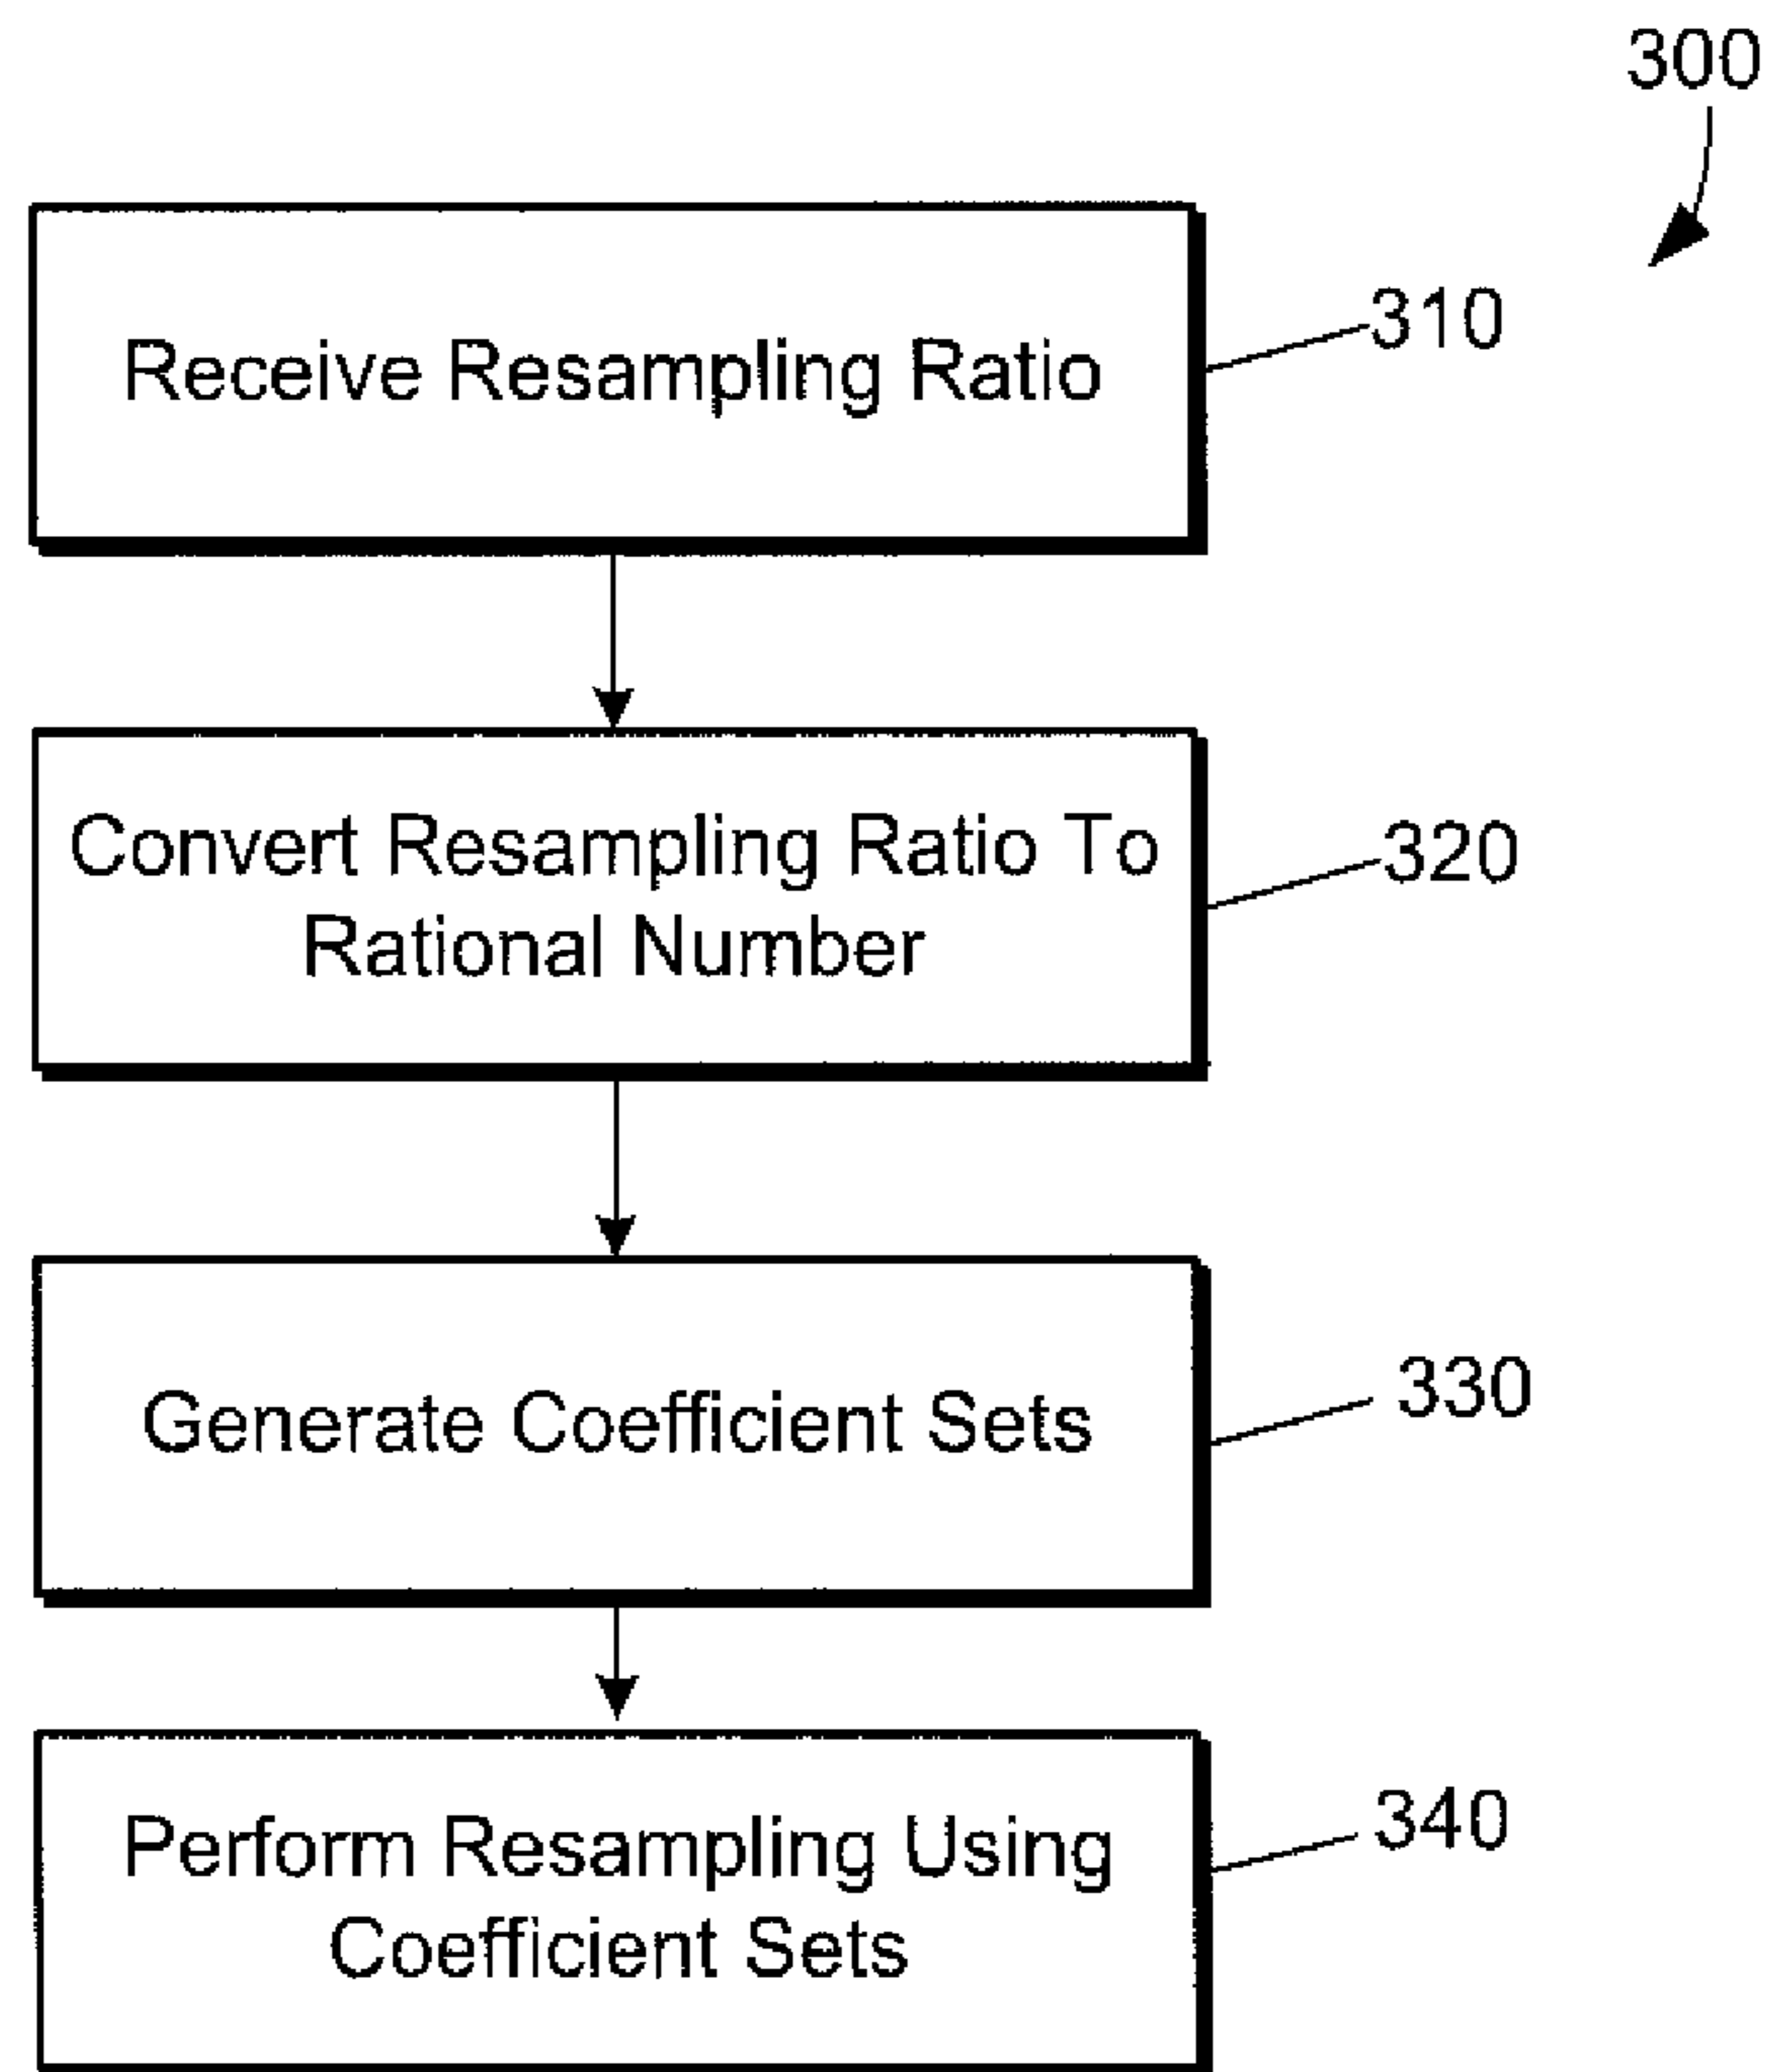 300
Receive Resampling Ratio
310
Convert Resampling Ratio To
Rational Number
320
Generate Coefficient Sets
330
Perform Resampling Using
Coefficient Sets
340